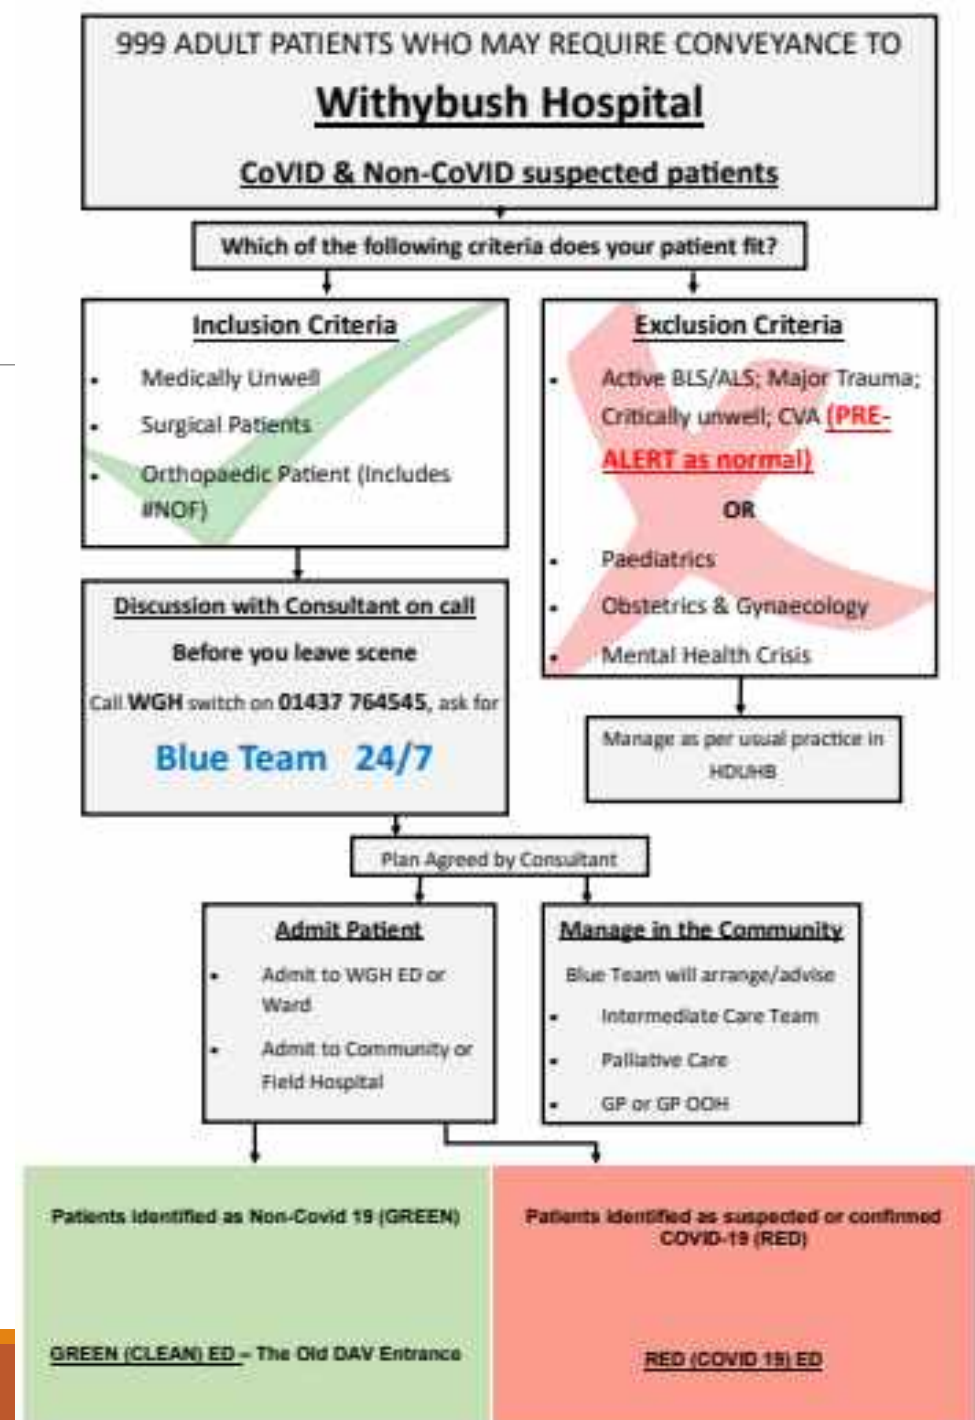 999 ADULT PATIENTS WHO MAY REQUIRE CONVEYANCE TO
Withybush Hospital
CoVID & Non-CoVID suspected patients
Which of the following criteria does your patient fit?
Inclusion Criteria
• Medically Unwell
• Surgical Patients
• Orthopaedic Patient (Includes
#NOF)
Exclusion Criteria
• Active BLS/ALS; Major Trauma;
Critically unwell; CVA (PRE-
ALERT as normal)
OR
• Paediatrics
• Obstetrics & Gynaecology
• Mental Health Crisis
Discussion with Consultant on call
Before you leave scene
Call WGH switch on 01437 764545, ask for
Blue Team 24/7
Manage as per usual practice in
HDUHB
Plan Agreed by Consultant
Admit Patient
• Admit to WGH ED or
Ward
• Admit to Community or
Field Hospital
Manage in the Community
Blue Team will arrange/advise
• Intermediate Care Team
• Palliative Care
• GP or GP OOH
Patients identified as Non-Covid 19 (GREEN)
GREEN (CLEAN) ED – The Old DAV Entrance
Patients identified as suspected or confirmed
COVID-19 (RED)
RED (COVID 19) ED